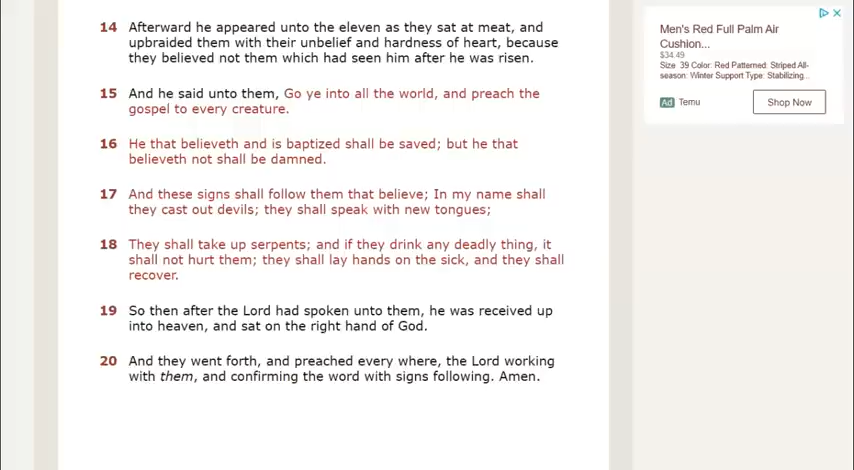 14 Afterward he appeared unto the eleven as they sat at meat, and
upbraided them with their unbelief and hardness of heart, because
they believed not them which had seen him after he was risen.
15 And he said unto them, Go ye into all the world, and preach the
gospel to every creature.
16 He that believeth and is baptized shall be saved; but he that
believeth not shall be damned.
17 And these signs shall follow them that believe; In my name shall
they cast out devils; they shall speak with new tongues;
18 They shall take up serpents; and if they drink any deadly thing, it
shall not hurt them; they shall lay hands on the sick, and they shall
recover.
19 So then after the Lord had spoken unto them, he was received up
into heaven, and sat on the right hand of God.
20 And they went forth, and preached every where, the Lord working
with them, and confirming the word with signs following. Amen.
Men's Red Full Palm Air
Cushion...
$34.49
Size 39 Color: Red Patterned: Striped All-
season: Winter Support Type: Stabilizing...
Ad Temu
Shop Now